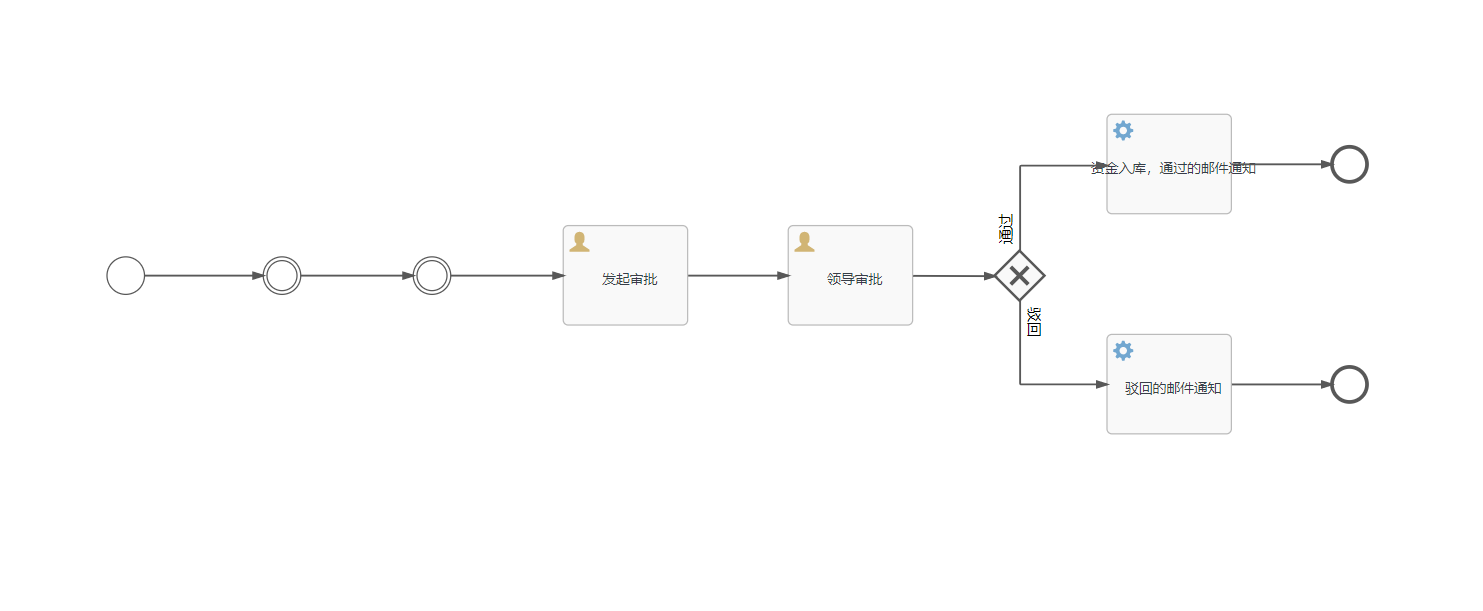 发起审批
领导审批
通过
资金入库，通过的邮件通知
驳回
驳回的邮件通知